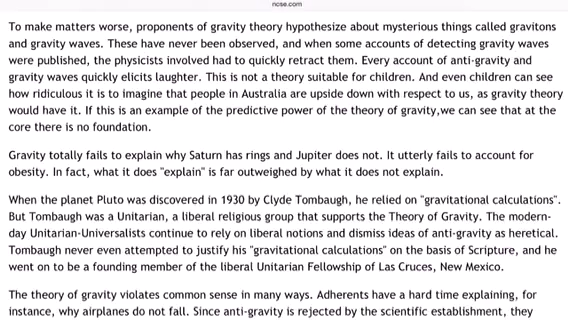 ncse.com
To make matters worse, proponents of gravity theory hypothesize about mysterious things called gravitons
and gravity waves. These have never been observed, and when some accounts of detecting gravity waves
were published, the physicists involved had to quickly retract them. Every account of anti-gravity and
gravity waves quickly elicits laughter. This is not a theory suitable for children. And even children can see
how ridiculous it is to imagine that people in Australia are upside down with respect to us, as gravity theory
would have it. If this is an example of the predictive power of the theory of gravity,we can see that at the
core there is no foundation.
Gravity totally fails to explain why Saturn has rings and Jupiter does not. It utterly fails to account for
obesity. In fact, what it does "explain" is far outweighed by what it does not explain.
When the planet Pluto was discovered in 1930 by Clyde Tombaugh, he relied on "gravitational calculations".
But Tombaugh was a Unitarian, a liberal religious group that supports the Theory of Gravity. The modern-
day Unitarian-Universalists continue to rely on liberal notions and dismiss ideas of anti-gravity as heretical.
Tombaugh never even attempted to justify his "gravitational calculations" on the basis of Scripture, and he
went on to be a founding member of the liberal Unitarian Fellowship of Las Cruces, New Mexico.
The theory of gravity violates common sense in many ways. Adherents have a hard time explaining, for
instance, why airplanes do not fall. Since anti-gravity is rejected by the scientific establishment, they